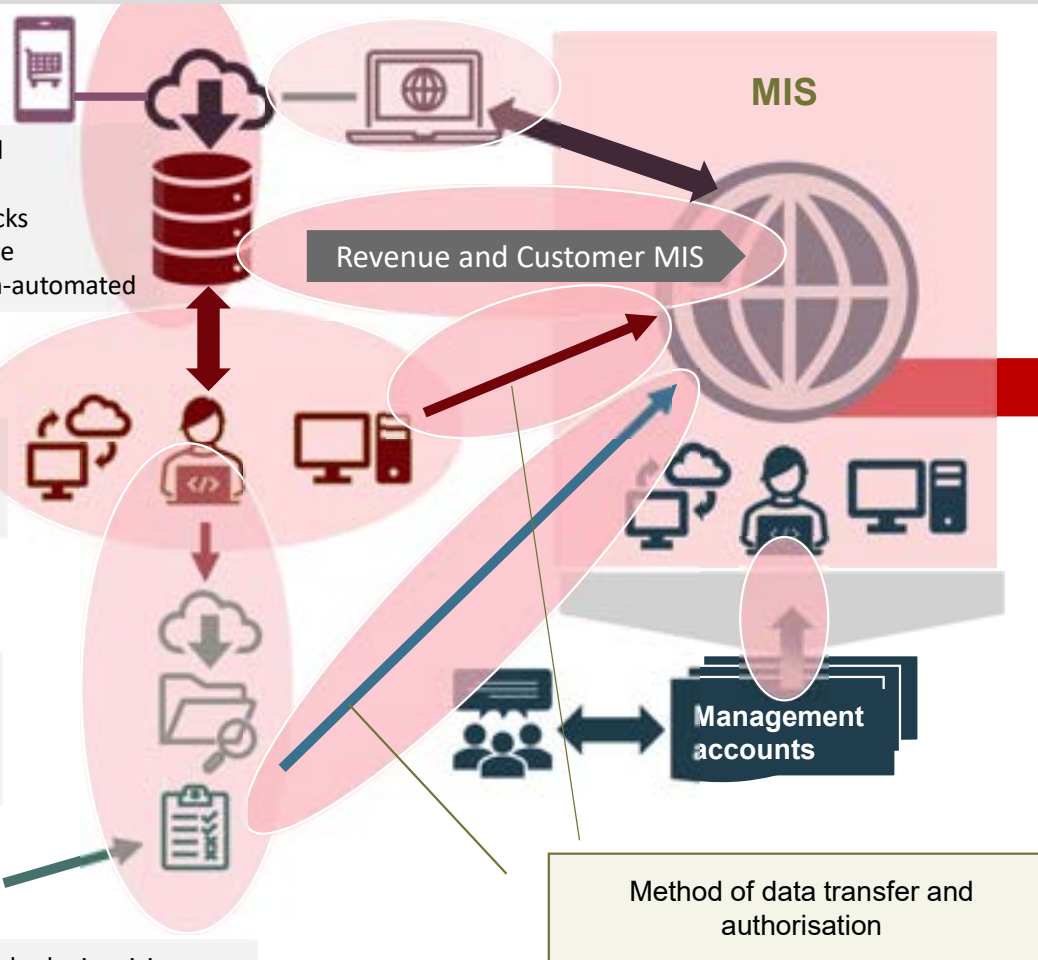 MIS
cks
e
-automated
Revenue and Customer MIS
</>
Management
accounts
Method of data transfer and
authorisation